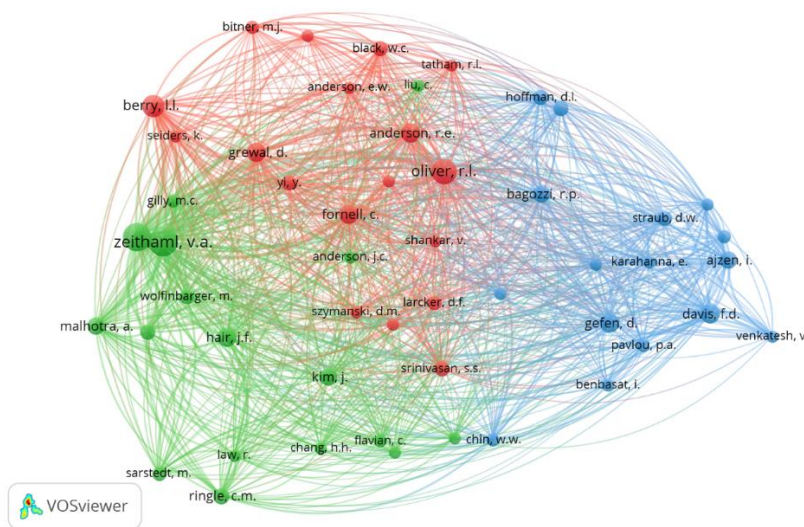 bitner, m.j.
black, w.c.
tatham, r.l.
liu, c.
anderson, e.w.
hoffman, d.l.
berry, l.l.
seiders, k.
anderson, r.e.
grewal, d.
oliver, r.l.
yi, y.
bagozzi, r.p.
gilly, m.c.
fornell, c.
straub, d.w.
zeithaml, v.a.
shankar, v.
anderson, j.c.
karahanna, e.
ajzen, i.
wolfinbarger, m.
larcker, d.f.
szymanski, d.m.
malhotra, a.
davis, f.d.
gefen, d.
hair, j.f.
venkatesh, v.
pavlou, p.a.
srinivasan, s.s.
kim, j.
benbasat, i.
flavian, c.
chin, w.w.
chang, h.h.
law, r.
sarstedt, m.
ringle, c.m.
VOSviewer